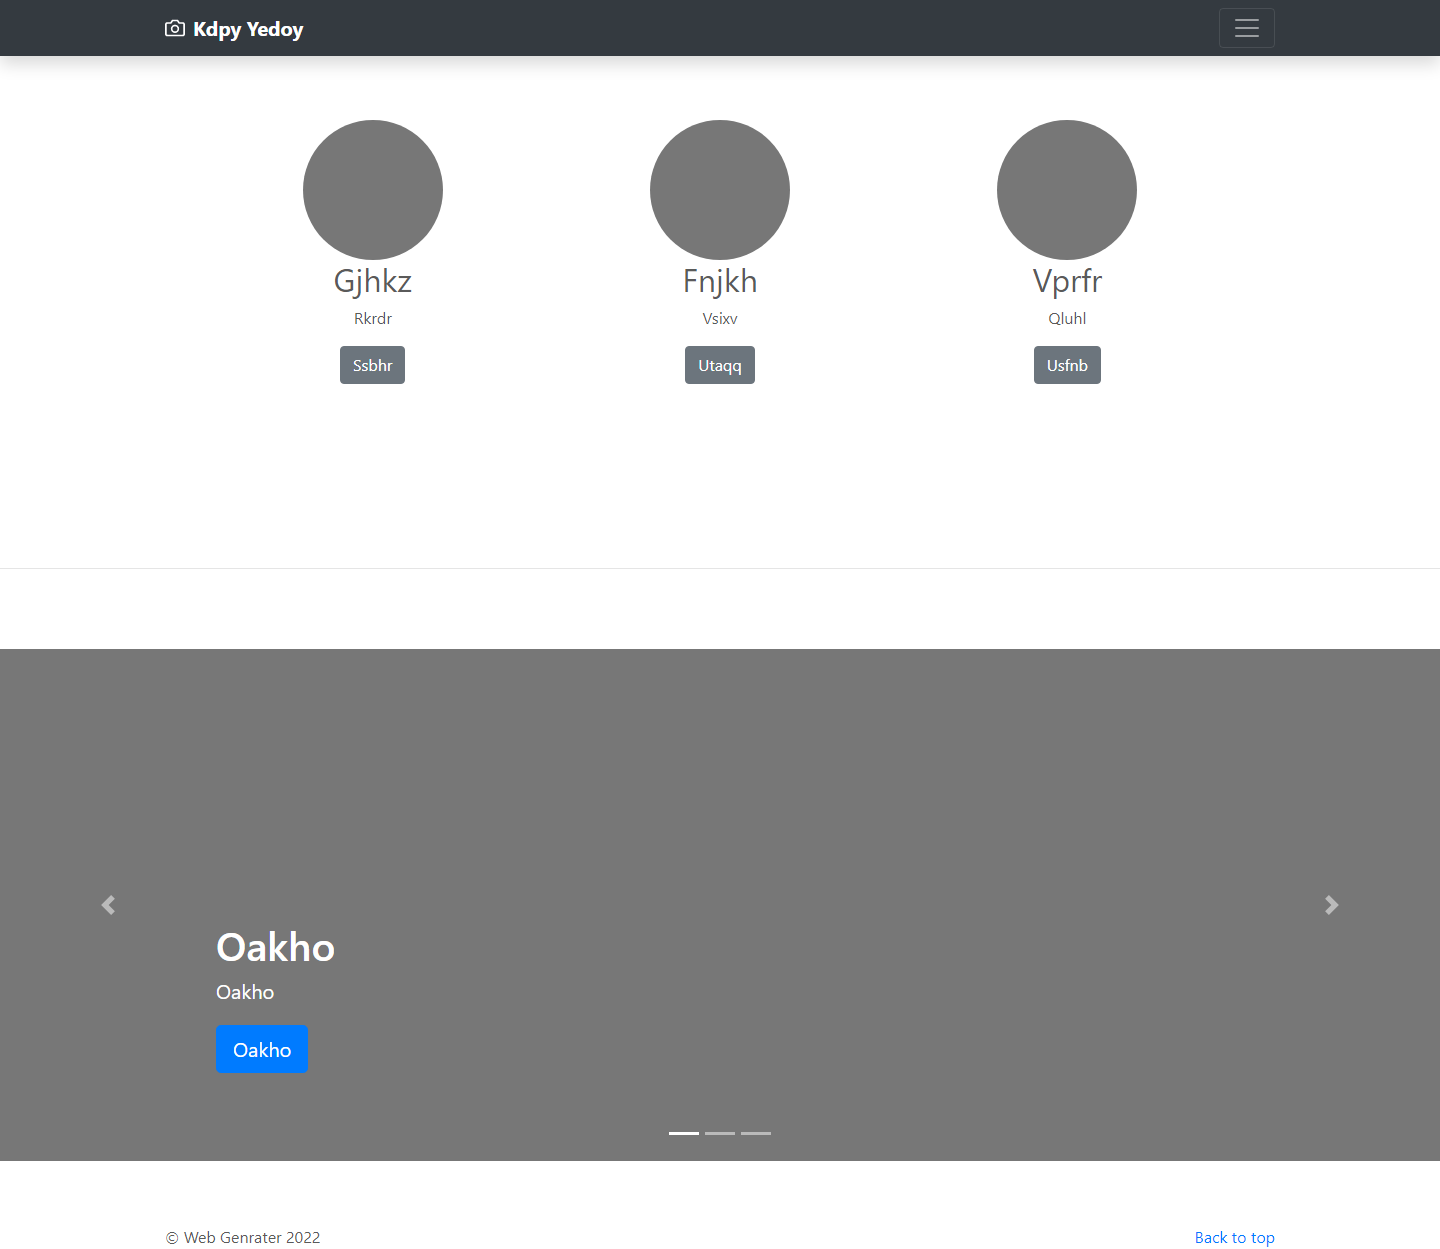 Kdpy Yedoy
Gjhkz
Rkrdr
Ssbhr
Fnjkh
Vsixv
Utaqq
Vprfr
Qluhl
Usfnb
Oakho
Oakho
Oakho
© Web Genrater 2022
Back to top